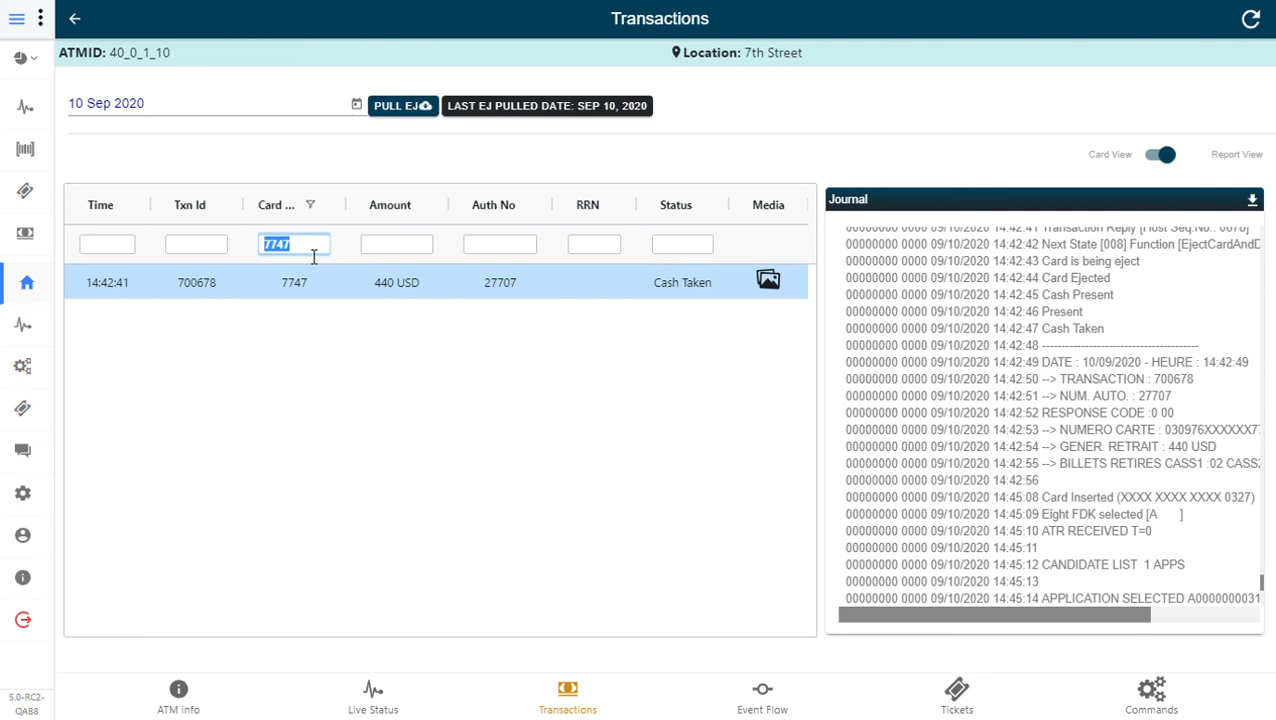 Transactions
ATMID: 40_0_1_10
Location: 7th Street
10 Sep 2020
PULL EJ
LAST EJ PULLED DATE: SEP 10, 2020
Card View
Report View
Time Txn Id Card ... Amount Auth No RRN Status Media
7747
14:42:41 700678 7747 440 USD 27707 Cash Taken
Journal
00000000 0000 09/10/2020 14:42:41 Transaction Reply [Host Seq.No.: 0678]
00000000 0000 09/10/2020 14:42:42 Next State [008] Function [EjectCardAndD
00000000 0000 09/10/2020 14:42:43 Card is being eject
00000000 0000 09/10/2020 14:42:44 Card Ejected
00000000 0000 09/10/2020 14:42:45 Cash Present
00000000 0000 09/10/2020 14:42:46 Present
00000000 0000 09/10/2020 14:42:47 Cash Taken
00000000 0000 09/10/2020 14:42:48 ----------------------------------------
00000000 0000 09/10/2020 14:42:49 DATE : 10/09/2020 - HEURE : 14:42:49
00000000 0000 09/10/2020 14:42:50 --> TRANSACTION : 700678
00000000 0000 09/10/2020 14:42:51 --> NUM. AUTO. : 27707
00000000 0000 09/10/2020 14:42:52 RESPONSE CODE :0 00
00000000 0000 09/10/2020 14:42:53 --> NUMERO CARTE : 030976XXXXXX7
00000000 0000 09/10/2020 14:42:54 --> GENER. RETRAIT : 440 USD
00000000 0000 09/10/2020 14:42:55 --> BILLETS RETIRES CASS1 :02 CASS
00000000 0000 09/10/2020 14:42:56
00000000 0000 09/10/2020 14:45:08 Card Inserted (XXXX XXXX XXXX 0327)
00000000 0000 09/10/2020 14:45:09 Eight FDK selected [A ]
00000000 0000 09/10/2020 14:45:10 ATR RECEIVED T=0
00000000 0000 09/10/2020 14:45:11
00000000 0000 09/10/2020 14:45:12 CANDIDATE LIST 1 APPS
00000000 0000 09/10/2020 14:45:13
00000000 0000 09/10/2020 14:45:14 APPLICATION SELECTED A0000000031
5.0-RC2-
QAB8
ATM info
Live Status
Transactions
Event Flow
Tickets
Commands